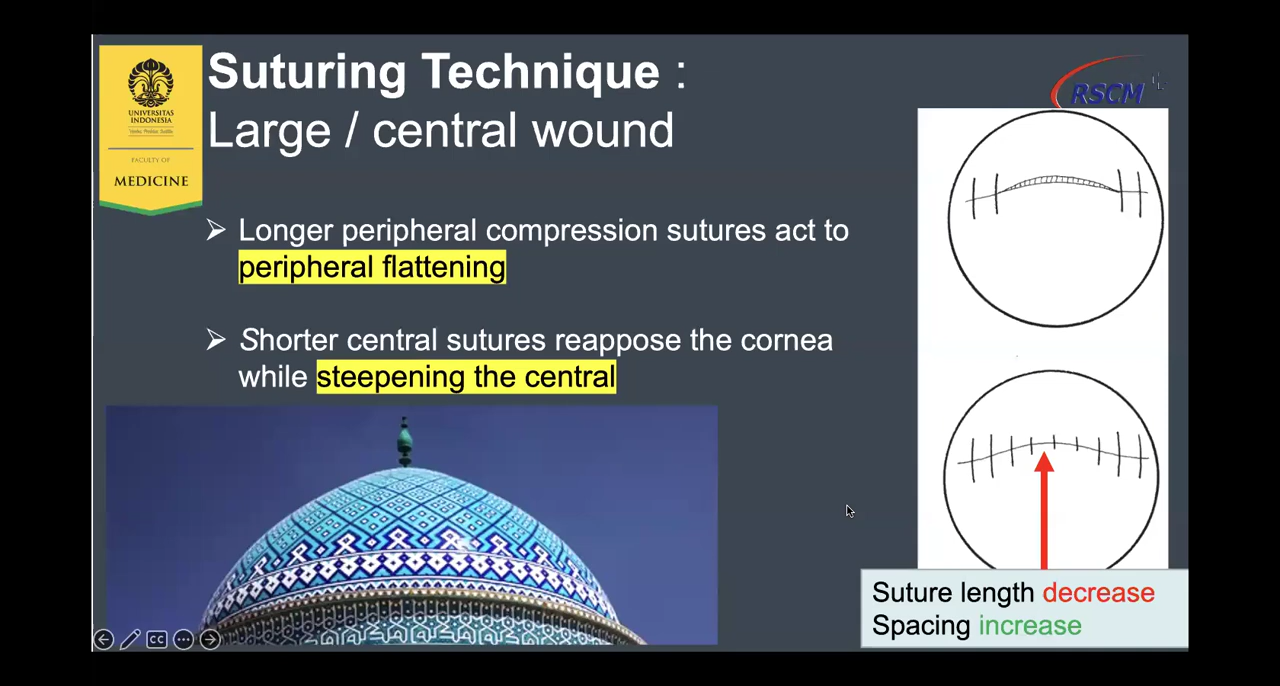 Suturing Technique :
Large / central wound
UNIVERSITAS
INDONESIA
FACULTY OF
MEDICINE
RSCM
Longer peripheral compression sutures act to
peripheral flattening
Shorter central sutures reappose the cornea
while steepening the central
Suture length decrease
Spacing increase
CC